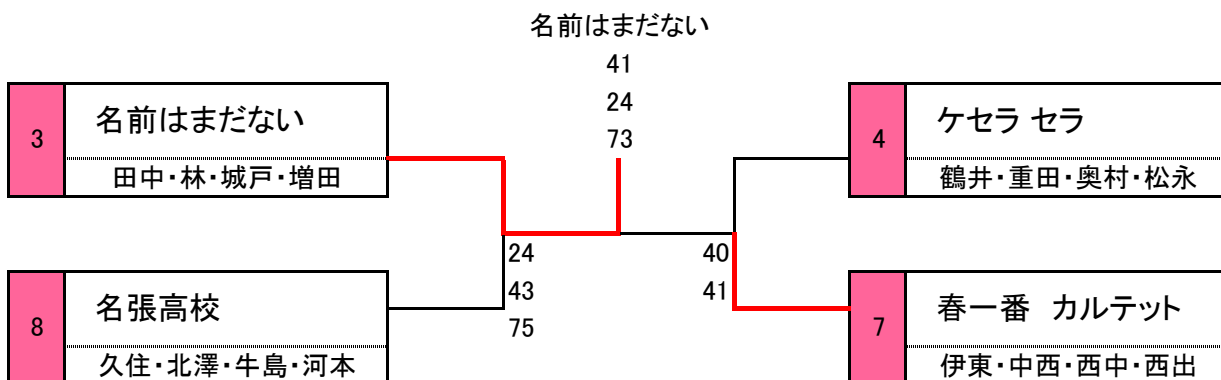 名前はまだない
41
24
73
3
名前はまだない
田中・林・城戸・増田
4
ケセラ セラ
鶴井・重田・奥村・松永
24
43
75
40
41
8
名張高校
久住・北澤・牛島・河本
7
春一番　カルテット
伊東・中西・西中・西出